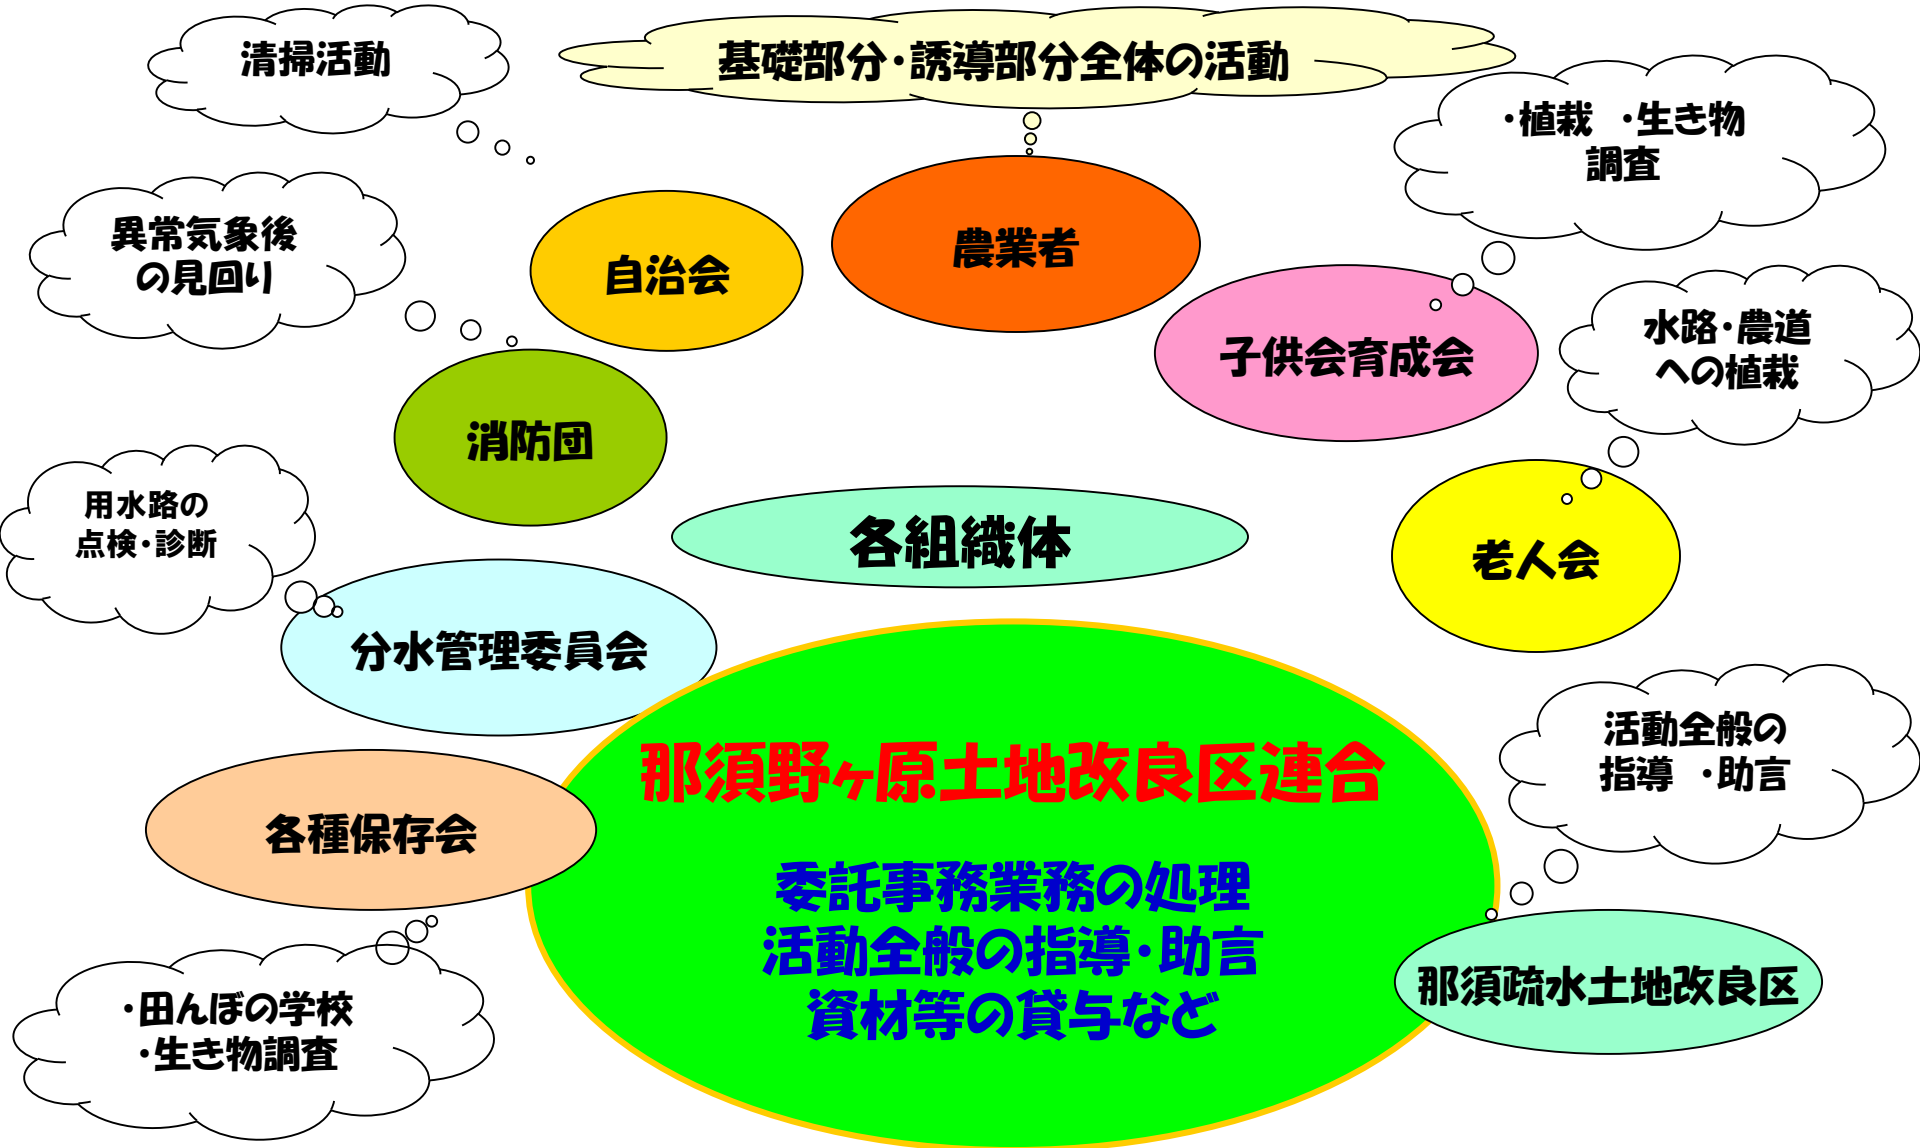 清掃活動
基礎部分・誘導部分全体の活動
・植栽　・生き物
調査
異常気象後
の見回り
自治会
農業者
子供会育成会
水路・農道
への植栽
消防団
用水路の
点検・診断
各組織体
老人会
分水管理委員会
那須野ヶ原土地改良区連合
活動全般の
指導　・助言
各種保存会
委託事務業務の処理
活動全般の指導・助言
資材等の貸与など
那須疏水土地改良区
・田んぼの学校
・生き物調査